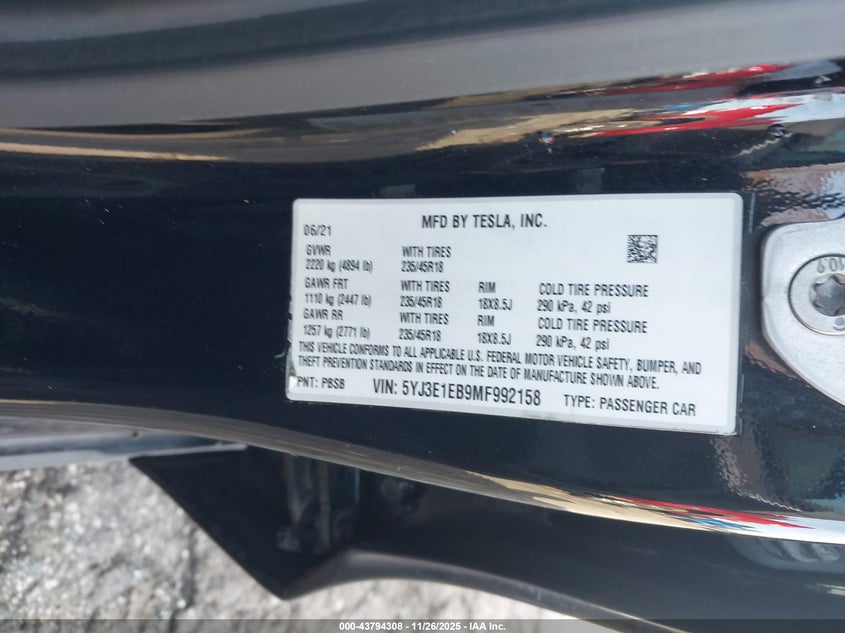 MFD BY TESLA, INC.
06/21
GVWR WITH TIRES
2220 kg (4894 lb) 235/45R18
GAWR FRT WITH TIRES RIM COLD TIRE PRESSURE
1110 kg (2447 lb) 235/45R18 18X8.5J 290 kPa, 42 psi
GAWR RR WITH TIRES RIM COLD TIRE PRESSURE
1257 kg (2771 lb) 235/45R18 18X8.5J 290 kPa, 42 psi
THIS VEHICLE CONFORMS TO ALL APPLICABLE U.S. FEDERAL MOTOR VEHICLE SAFETY, BUMPER, AND
THEFT PREVENTION STANDARDS IN EFFECT ON THE DATE OF MANUFACTURE SHOWN ABOVE.
PNT: PBSB VIN: 5YJ3E1EB9MF992158 TYPE: PASSENGER CAR
10.9
000-43794308 - 11/26/2025 - IAA Inc.